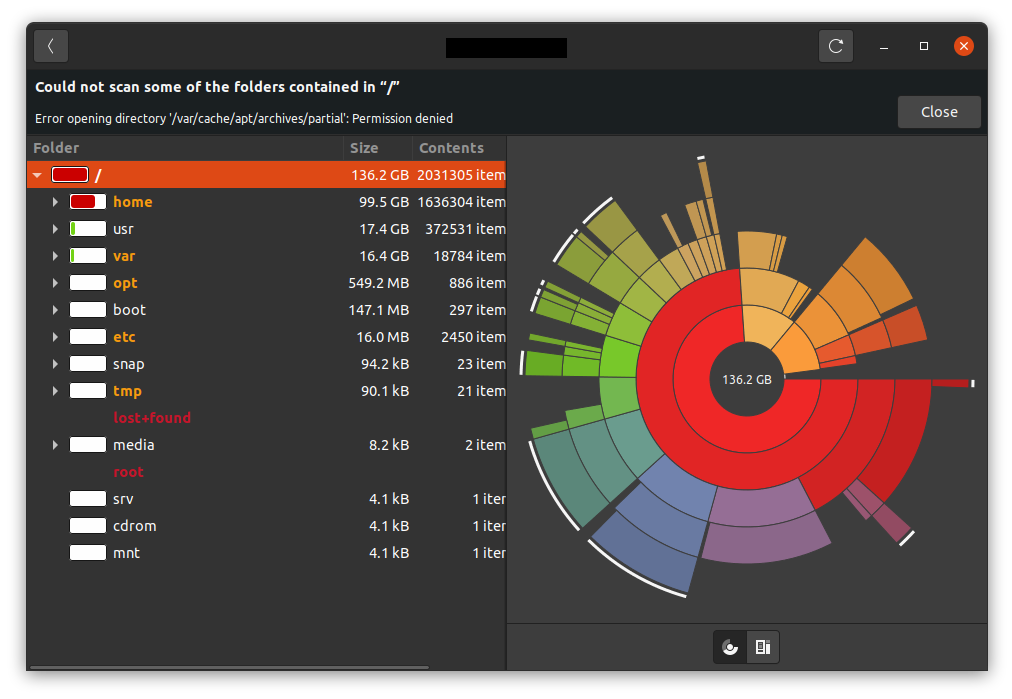 Could not scan some of the folders contained in “/”
Error opening directory '/var/cache/apt/archives/partial': Permission denied
Close
Folder Size Contents
/ 136.2 GB 2031305 item
home 99.5 GB 1636304 item
usr 17.4 GB 372531 item
var 16.4 GB 18784 item
opt 549.2 MB 886 item
boot 147.1 MB 297 item
etc 16.0 MB 2450 item
snap 94.2 kB 23 item
tmp 90.1 kB 21 item
lost+found
media 8.2 kB 2 item
root
srv 4.1 kB 1 iter
cdrom 4.1 kB 1 iter
mnt 4.1 kB 1 iter
136.2 GB